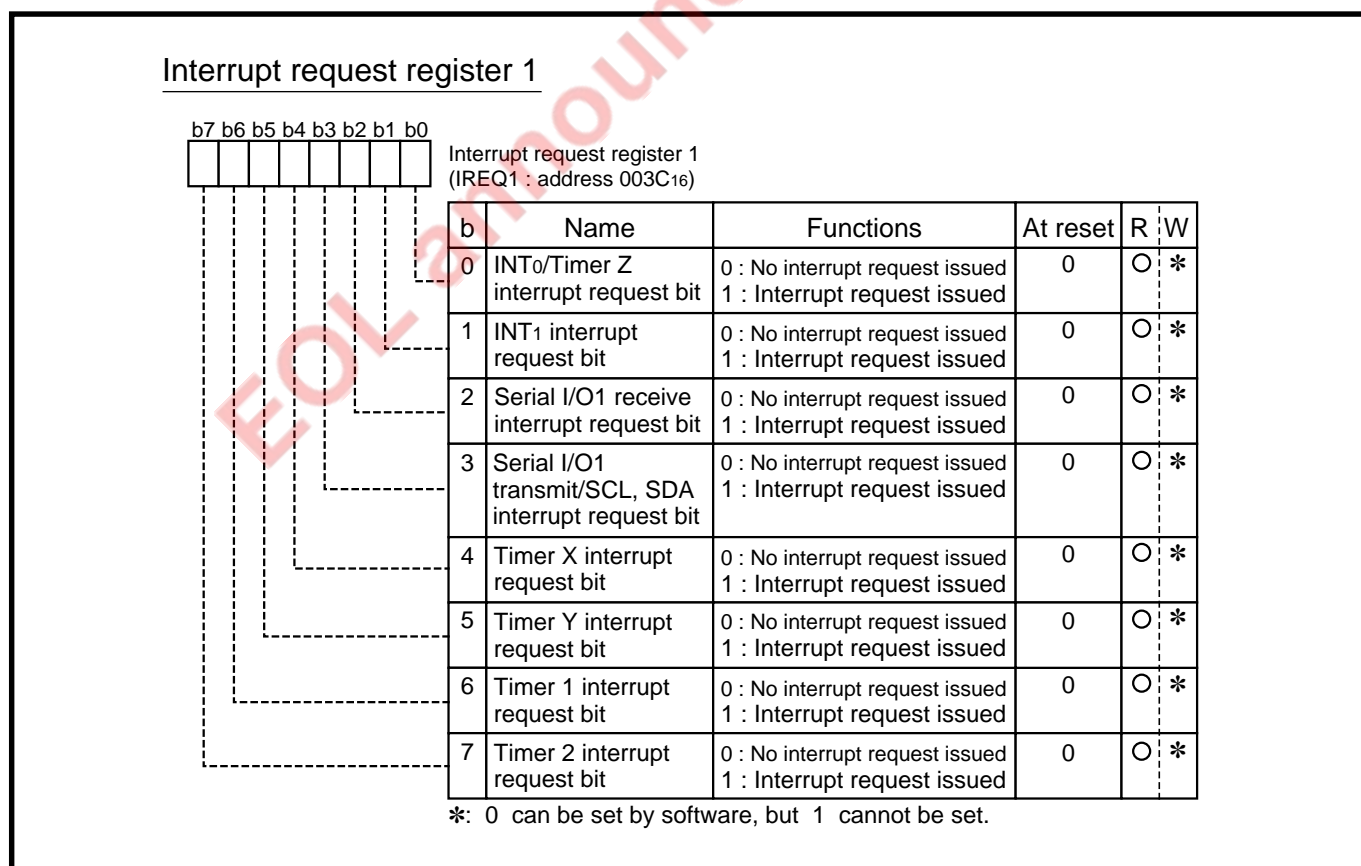 Interrupt request register 1
b7 b6 b5 b4 b3 b2 b1 b0
Interrupt request register 1
(IREQ1 : address 003C16)
b Name Functions At reset R W
0 INT0/Timer Z interrupt request bit 0 : No interrupt request issued 0 ○ ✻
1 : Interrupt request issued
1 INT1 interrupt request bit 0 : No interrupt request issued 0 ○ ✻
1 : Interrupt request issued
2 Serial I/O1 receive interrupt request bit 0 : No interrupt request issued 0 ○ ✻
1 : Interrupt request issued
3 Serial I/O1 transmit/SCL, SDA interrupt request bit 0 : No interrupt request issued 0 ○ ✻
1 : Interrupt request issued
4 Timer X interrupt request bit 0 : No interrupt request issued 0 ○ ✻
1 : Interrupt request issued
5 Timer Y interrupt request bit 0 : No interrupt request issued 0 ○ ✻
1 : Interrupt request issued
6 Timer 1 interrupt request bit 0 : No interrupt request issued 0 ○ ✻
1 : Interrupt request issued
7 Timer 2 interrupt request bit 0 : No interrupt request issued 0 ○ ✻
1 : Interrupt request issued
✻: 0 can be set by software, but 1 cannot be set.
EOL